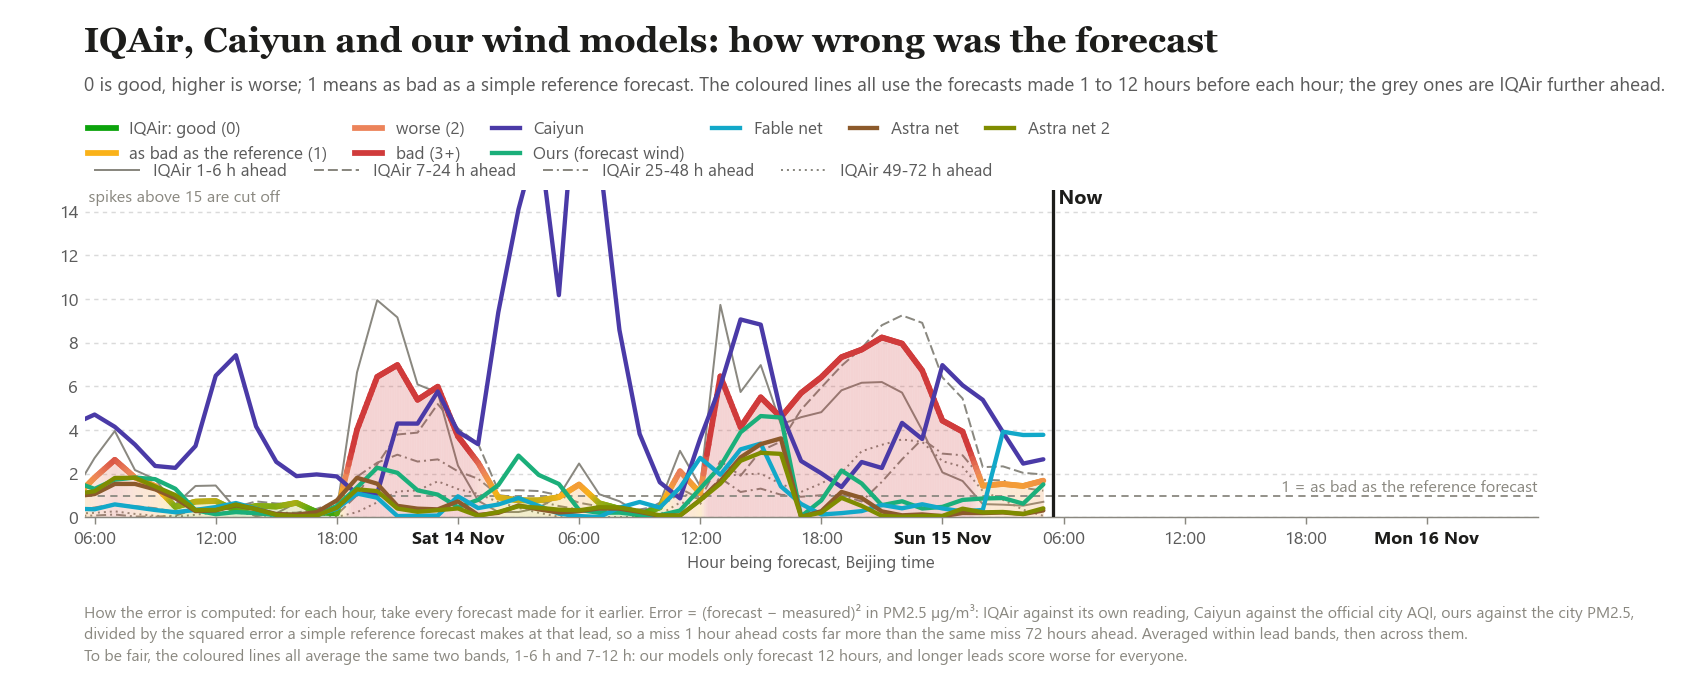 IQAir, Caiyun and our wind models: how wrong was the forecast
0 is good, higher is worse; 1 means as bad as a simple reference forecast. The coloured lines all use the forecasts made 1 to 12 hours before each hour; the grey ones are IQAir further ahead.
IQAir: good (0) worse (2) Caiyun Fable net Astra net Astra net 2
as bad as the reference (1) bad (3+) Ours (forecast wind)
IQAir 1-6 h ahead IQAir 7-24 h ahead IQAir 25-48 h ahead IQAir 49-72 h ahead
spikes above 15 are cut off
Now
14
12
10
8
6
4
2
1 = as bad as the reference forecast
0
06:00 12:00 18:00 Sat 14 Nov 06:00 12:00 18:00 Sun 15 Nov 06:00 12:00 18:00 Mon 16 Nov
Hour being forecast, Beijing time
How the error is computed: for each hour, take every forecast made for it earlier. Error = (forecast − measured)² in PM2.5 µg/m³: IQAir against its own reading, Caiyun against the official city AQI, ours against the city PM2.5,
divided by the squared error a simple reference forecast makes at that lead, so a miss 1 hour ahead costs far more than the same miss 72 hours ahead. Averaged within lead bands, then across them.
To be fair, the coloured lines all average the same two bands, 1-6 h and 7-12 h: our models only forecast 12 hours, and longer leads score worse for everyone.